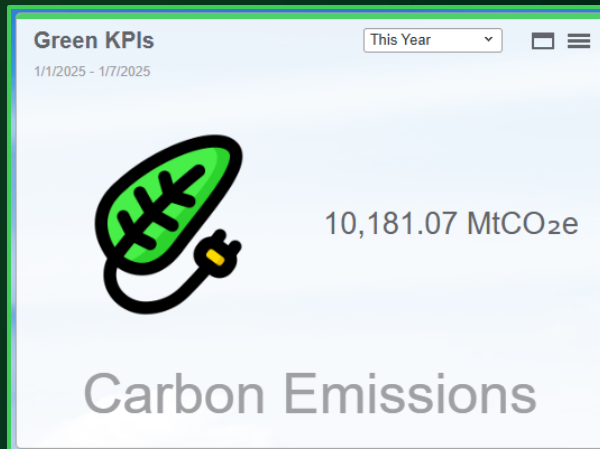 Green KPIs
This Year
1/1/2025 - 1/7/2025
10,181.07 MtCO₂e
Carbon Emissions